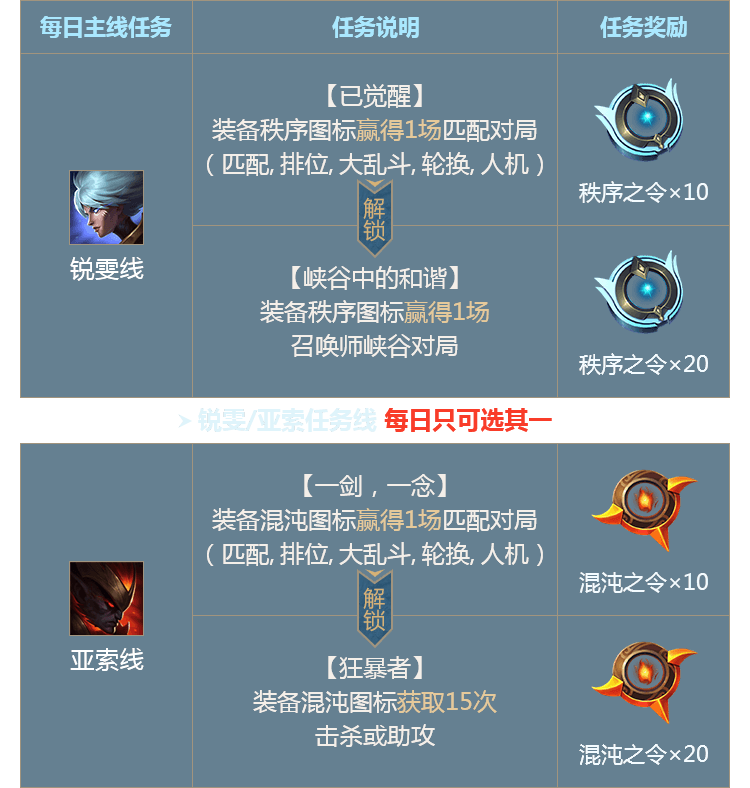 每日主线任务 任务说明 任务奖励
【已觉醒】
装备秩序图标赢得1场匹配对局
（匹配, 排位, 大乱斗, 轮换, 人机）
秩序之令×10
解锁
锐雯线
【峡谷中的和谐】
装备秩序图标赢得1场
召唤师峡谷对局
秩序之令×20
➤ 锐雯/亚索任务线 每日只可选其一
【一剑，一念】
装备混沌图标赢得1场匹配对局
（匹配, 排位, 大乱斗, 轮换, 人机）
混沌之令×10
解锁
亚索线
【狂暴者】
装备混沌图标获取15次
击杀或助攻
混沌之令×20